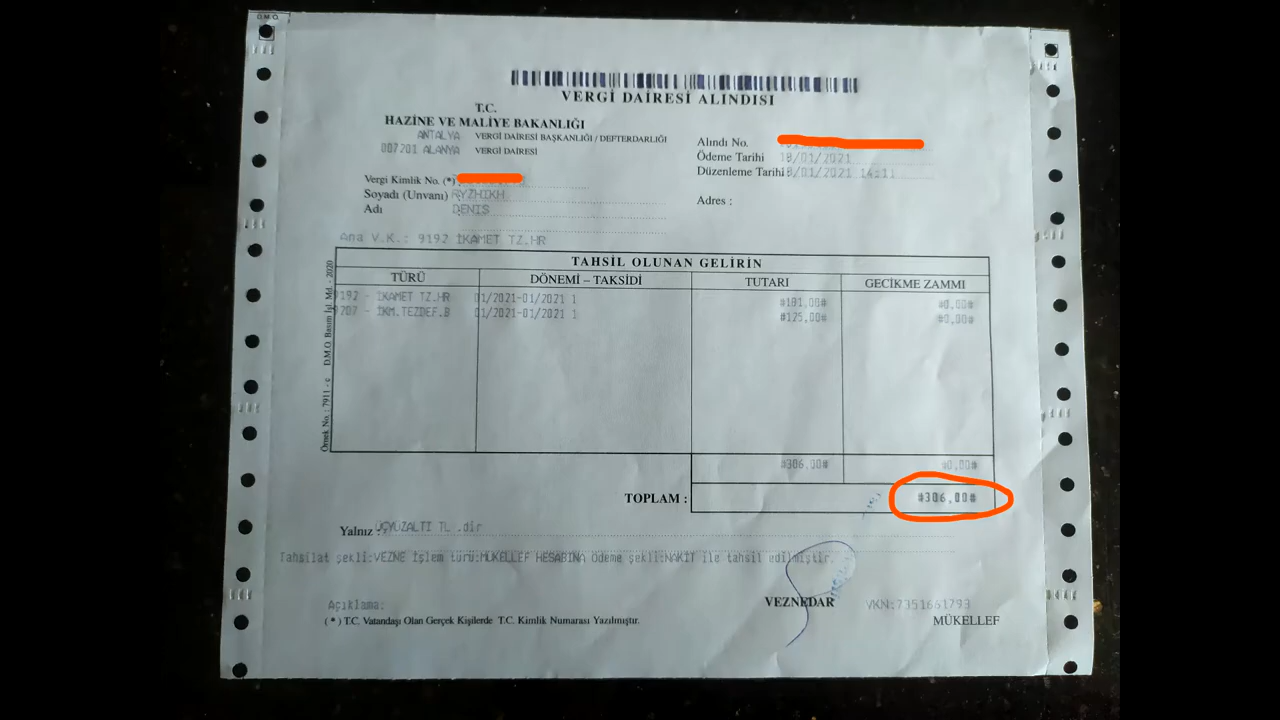 D.M.O.
VERGİ DAİRESİ ALINDISI
T.C.
HAZİNE VE MALİYE BAKANLIĞI
ANTALYA VERGİ DAİRESİ BAŞKANLIĞI / DEFTERDARLIĞI
007201 ALANYA VERGİ DAİRESİ
Alındı No.
Ödeme Tarihi 18/01/2021
Düzenleme Tarihi 18/01/2021 14:11
Vergi Kimlik No. (*)
Soyadı (Unvanı) RYZHIKH
Adı DENIS
Adres :
Ana V.K.: 9192 İKAMET TZ.HR
TAHSİL OLUNAN GELİRİN
TÜRÜ DÖNEMİ – TAKSİDİ TUTARI GECİKME ZAMMI
9192 - İKAMET TZ.HR 01/2021-01/2021 1 #181,00# #0,00#
9207 - İKM.TEZDEF.B 01/2021-01/2021 1 #125,00# #0,00#
#306,00# #0,00#
TOPLAM : #306,00#
Örnek No. : 7911 - c D.M.O. Basım İşl. Md. - 2020
Yalnız : ÜÇYÜZALTI TL .dir
Tahsilat şekli:VEZNE İşlem türü:MÜKELLEF HESABINA Ödeme şekli:NAKİT ile tahsil edilmiştir.
VEZNEDAR VKN:7351661793
Açıklama:
MÜKELLEF
( * ) T.C. Vatandaşı Olan Gerçek Kişilerde T.C. Kimlik Numarası Yazılmıştır.